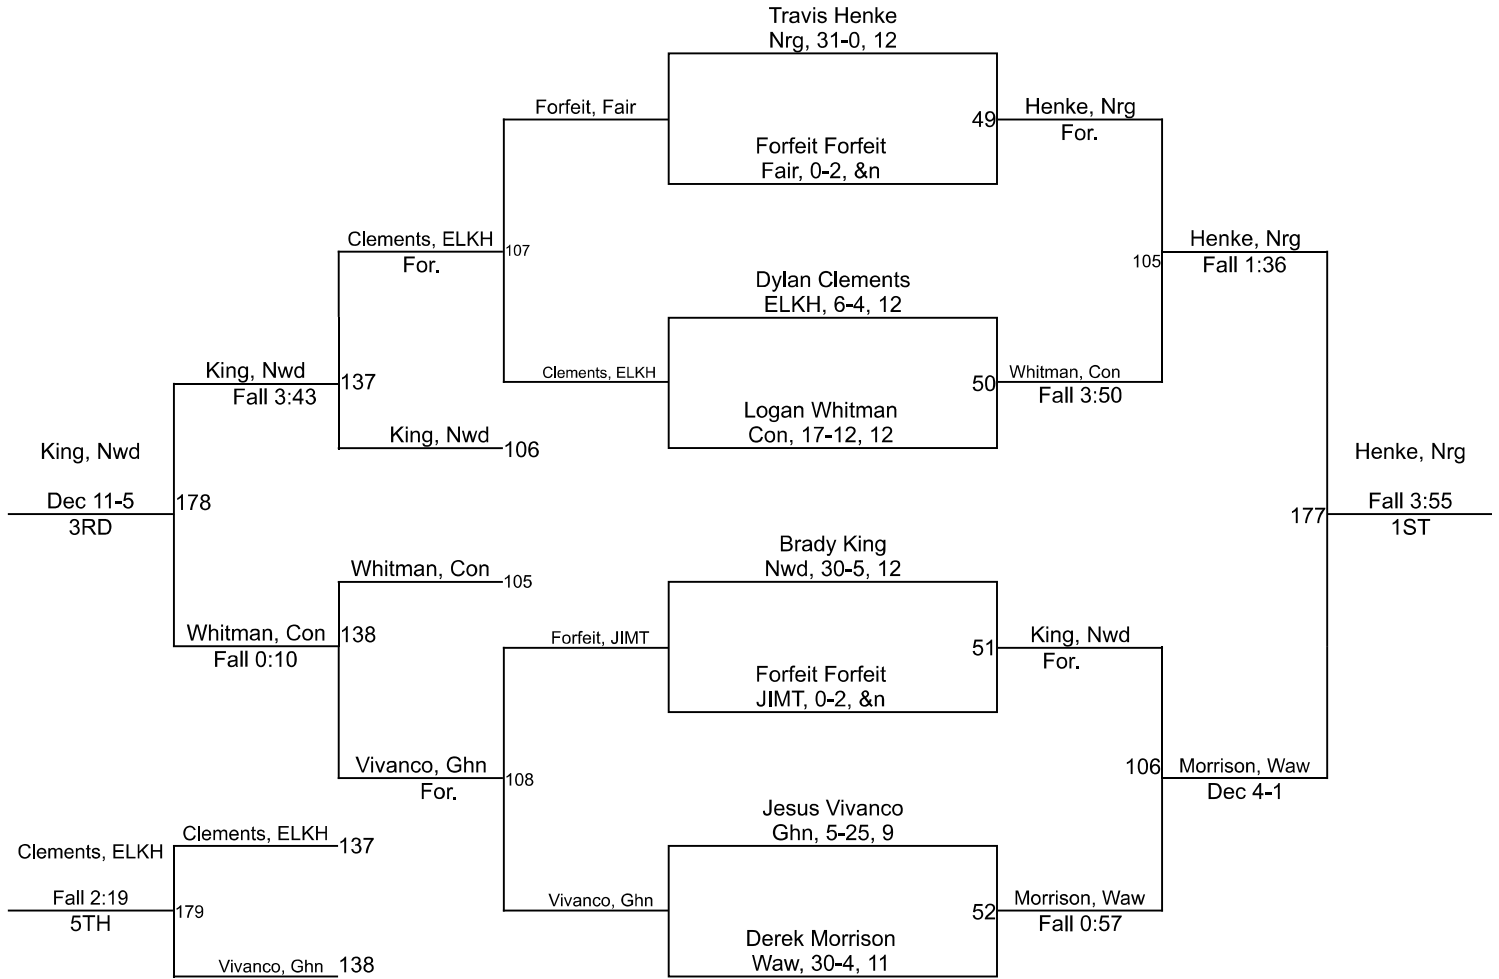 Travis Henke
Nrg, 31-0, 12
Forfeit, Fair
49
Henke, Nrg
For.
Forfeit Forfeit
Fair, 0-2, &n
Clements, ELKH
For.
107
105
Henke, Nrg
Fall 1:36
Dylan Clements
ELKH, 6-4, 12
King, Nwd
Fall 3:43
137
Clements, ELKH
50
Whitman, Con
Fall 3:50
Logan Whitman
Con, 17-12, 12
King, Nwd
106
King, Nwd
Dec 11-5
3RD
178
177
Henke, Nrg
Fall 3:55
1ST
Brady King
Nwd, 30-5, 12
Whitman, Con
105
Whitman, Con
Fall 0:10
138
Forfeit, JIMT
51
King, Nwd
For.
Forfeit Forfeit
JIMT, 0-2, &n
Vivanco, Ghn
For.
108
106
Morrison, Waw
Dec 4-1
Jesus Vivanco
Ghn, 5-25, 9
Clements, ELKH
137
Clements, ELKH
Fall 2:19
5TH
179
Vivanco, Ghn
52
Morrison, Waw
Fall 0:57
Derek Morrison
Waw, 30-4, 11
Vivanco, Ghn
138